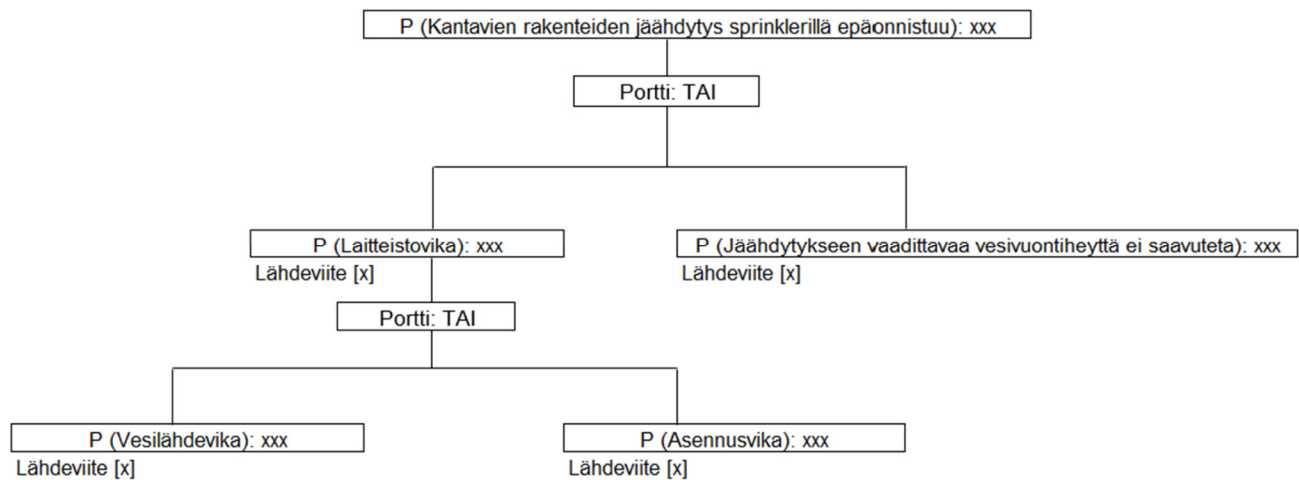 P (Kantavien rakenteiden jäähdytys sprinklerillä epäonnistuu): xxx
Portti: TAI
P (Laitteistovika): xxx
P (Jäähdytykseen vaadittavaa vesivuontiheyttä ei saavuteta): xxx
Lähdeviite [x]
Lähdeviite [x]
Portti: TAI
P (Vesilähdevika): xxx
P (Asennusvika): xxx
Lähdeviite [x]
Lähdeviite [x]